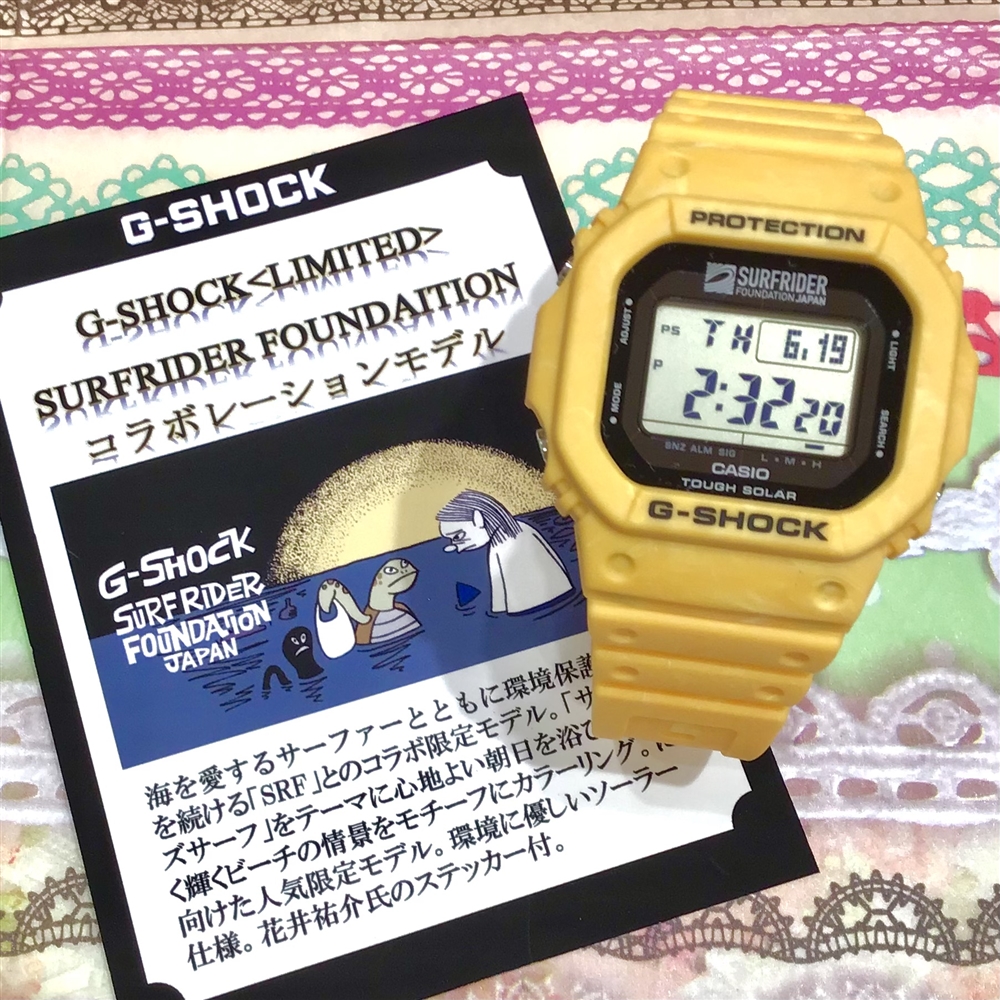 G-SHOCK
G-SHOCK<LIMITED>
SURFRIDER FOUNDAITION
コラボレーションモデル
G-SHOCK
SURFRIDER
FOUNDATION
JAPAN
海を愛するサーファーとともに環境保護
を続ける「SRF」とのコラボ限定モデル。「サ
ズサーフ」をテーマに心地よい朝日を浴び
く輝くビーチの情景をモチーフにカラーリング。
向けた人気限定モデル。環境に優しいソーラー
仕様。花井祐介氏のステッカー付。
PROTECTION
SURFRIDER
FOUNDATION JAPAN
ADJUST
LIGHT
MODE
SEARCH
PS TH 6.19
P 2:32 20
SNZ ALM SIG L • M • H
CASIO
TOUGH SOLAR
G-SHOCK